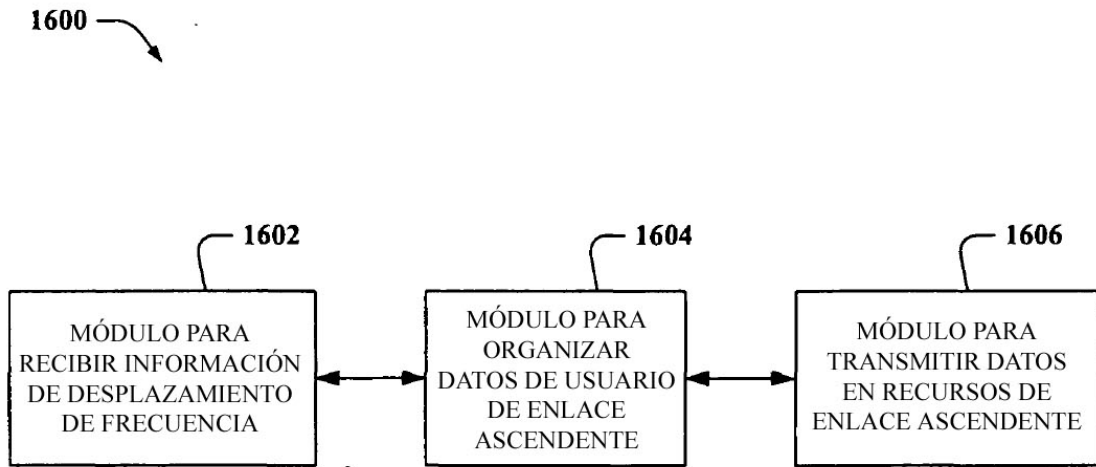 1600
1602
1604
1606
MÓDULO PARA
RECIBIR INFORMACIÓN
DE DESPLAZAMIENTO
DE FRECUENCIA
MÓDULO PARA
ORGANIZAR
DATOS DE USUARIO
DE ENLACE
ASCENDENTE
MÓDULO PARA
TRANSMITIR DATOS
EN RECURSOS DE
ENLACE ASCENDENTE